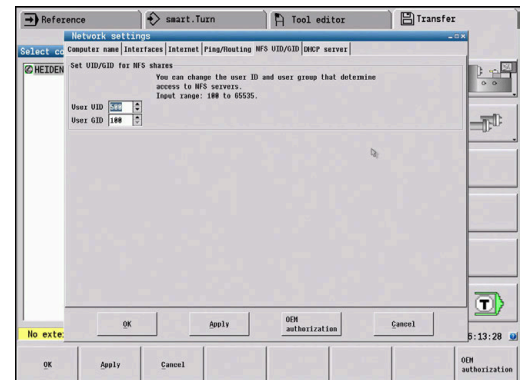 Reference
smart.Turn
Tool editor
Transfer
Network settings
Select co
Computer name Interfaces Internet Ping/Routing NFS UID/GID DHCP server
HEIDEN
Set UID/GID for NFS shares
You can change the user ID and user group that determine
access to NFS servers.
Input range: 100 to 65535.
User UID 500
User GID 100
OK Apply OEM authorization Cancel
No exte
6:13:28
OK Apply Cancel OEM authorization